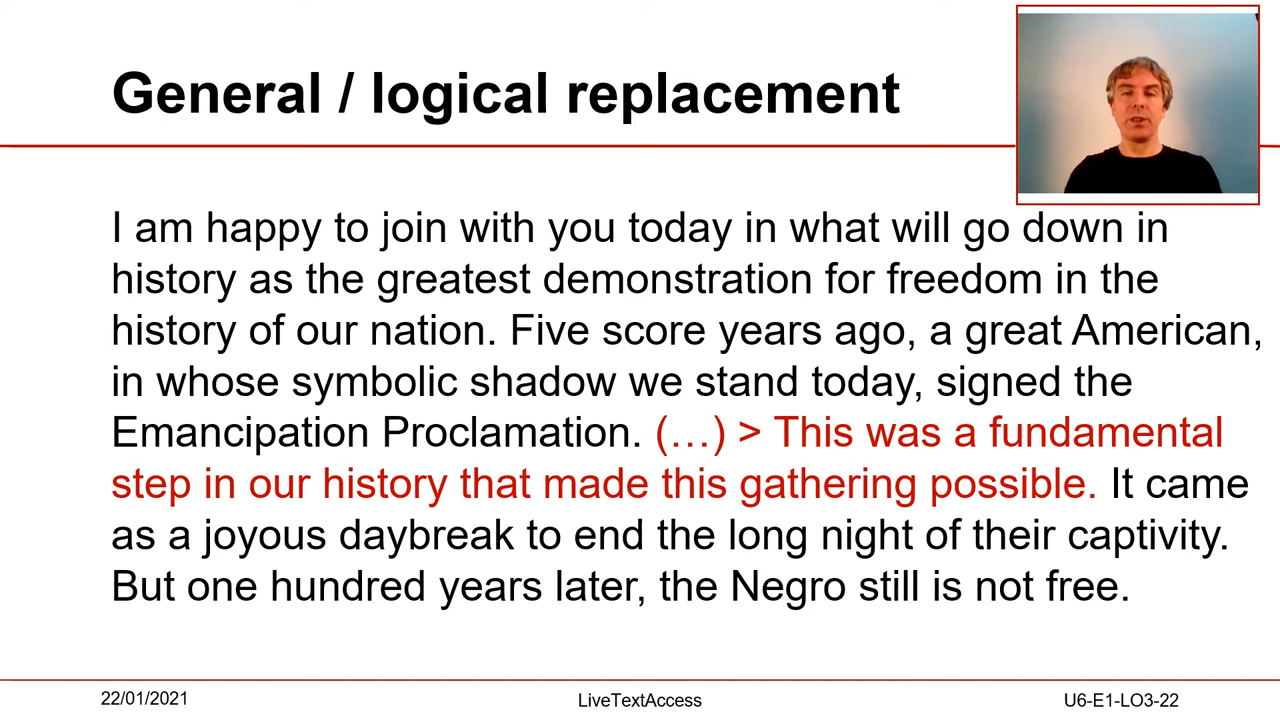 General / logical replacement
I am happy to join with you today in what will go down in
history as the greatest demonstration for freedom in the
history of our nation. Five score years ago, a great American,
in whose symbolic shadow we stand today, signed the
Emancipation Proclamation. (…) > This was a fundamental
step in our history that made this gathering possible. It came
as a joyous daybreak to end the long night of their captivity.
But one hundred years later, the Negro still is not free.
22/01/2021
LiveTextAccess
U6-E1-LO3-22